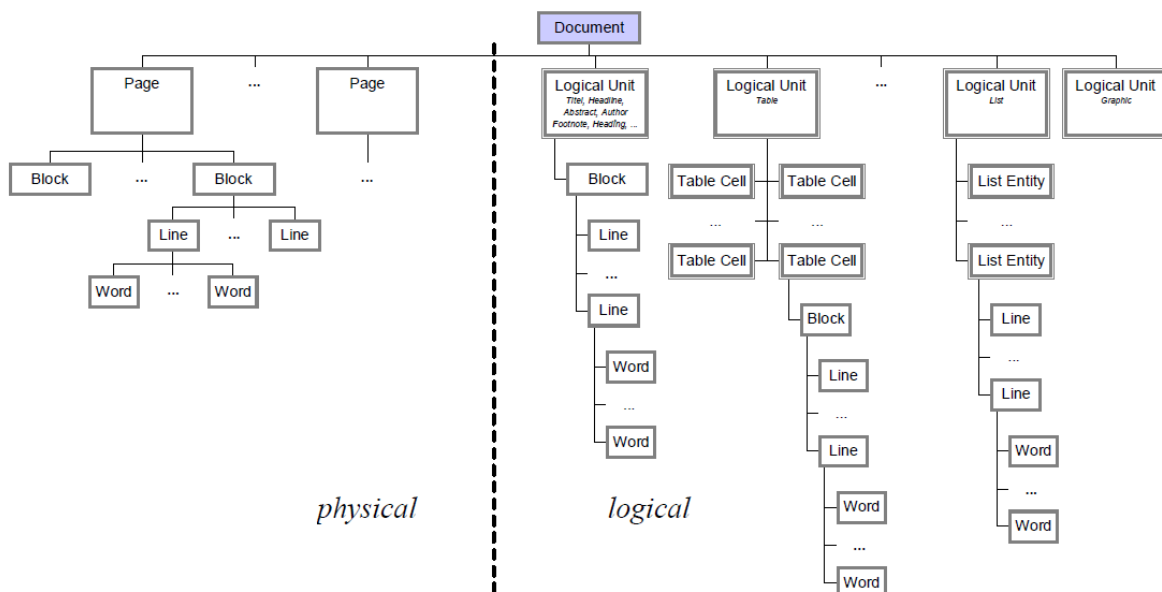 Document
Page
...
Page
Logical Unit
Titel, Headline,
Abstract, Author
Footnote, Heading, ...
Logical Unit
Table
...
Logical Unit
List
Logical Unit
Graphic
Block
...
Block
...
Line
...
Line
Word
...
Word
Block
Line
...
Line
Word
...
Word
Table Cell
Table Cell
...
...
Table Cell
Table Cell
Block
Line
...
Line
Word
...
Word
List Entity
...
List Entity
Line
...
Line
Word
...
Word
physical
logical